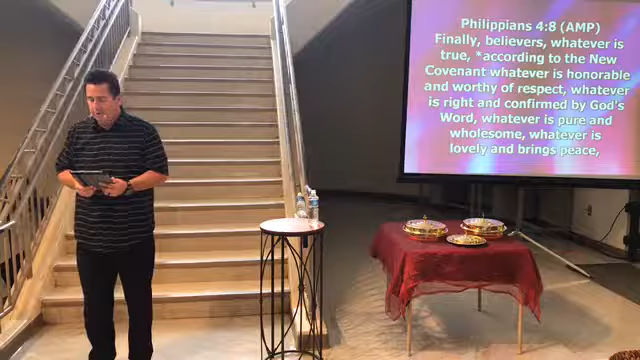 Philippians 4:8 (AMP)
Finally, believers, whatever is
true, *according to the New
Covenant whatever is honorable
and worthy of respect, whatever
is right and confirmed by God's
Word, whatever is pure and
wholesome, whatever is
lovely and brings peace,